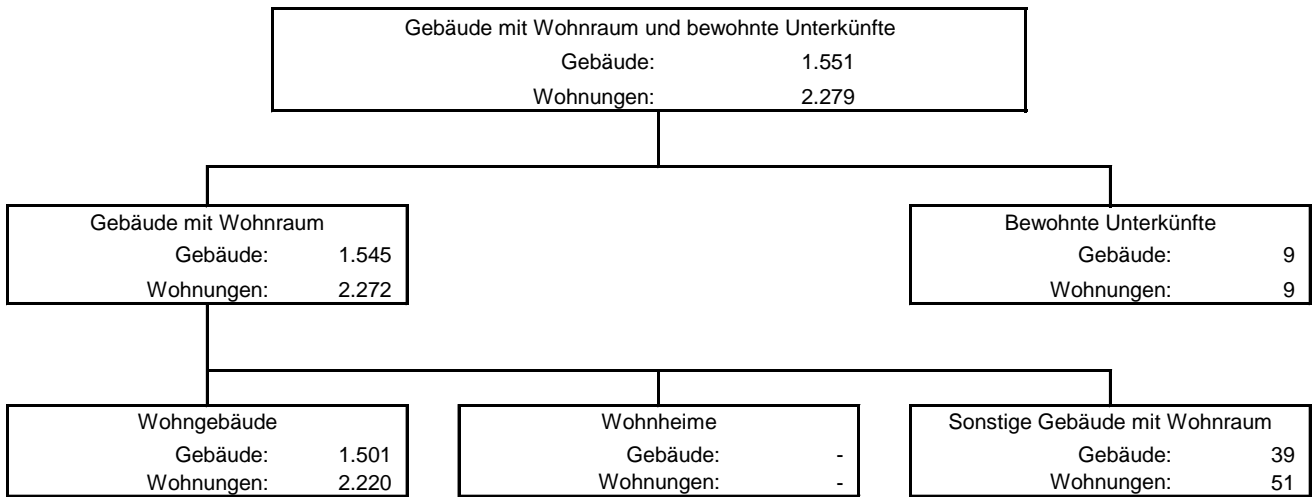 Gebäude mit Wohnraum und bewohnte Unterkünfte
Gebäude: 1.551
Wohnungen: 2.279
Gebäude mit Wohnraum
Gebäude: 1.545
Wohnungen: 2.272
Bewohnte Unterkünfte
Gebäude: 9
Wohnungen: 9
Wohngebäude
Gebäude: 1.501
Wohnungen: 2.220
Wohnheime
Gebäude: -
Wohnungen: -
Sonstige Gebäude mit Wohnraum
Gebäude: 39
Wohnungen: 51